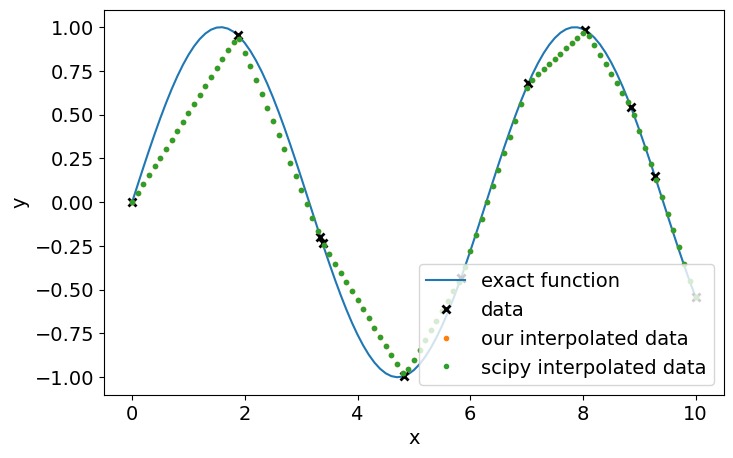 1.00
0.75
0.50
0.25
0.00
−0.25
−0.50
−0.75
−1.00
y
exact function
data
our interpolated data
scipy interpolated data
0 2 4 6 8 10
x